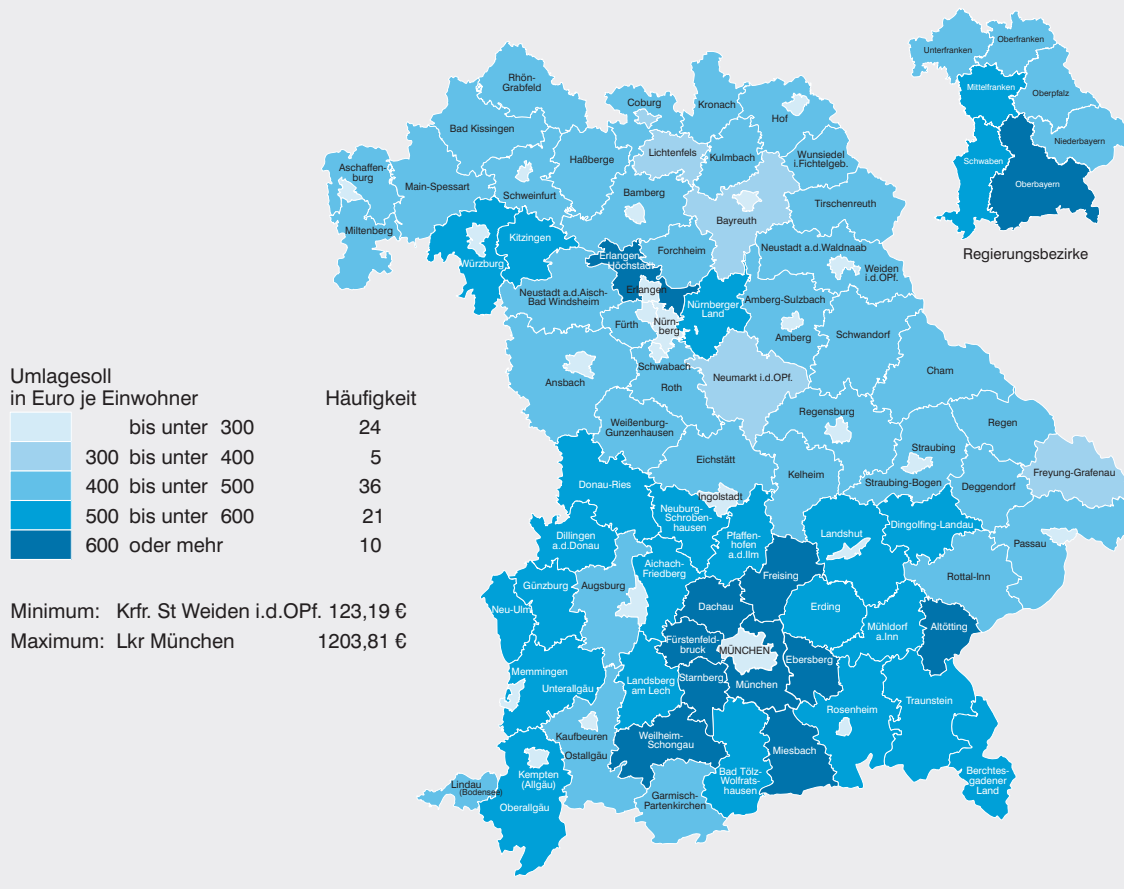 Unterfranken
Oberfranken
Mittelfranken
Oberpfalz
Niederbayern
Schwaben
Oberbayern
Regierungsbezirke
Rhön-
Grabfeld
Coburg
Kronach
Hof
Bad Kissingen
Lichtenfels
Kulmbach
Wunsiedel
i.Fichtelgeb.
Haßberge
Aschaffen-
burg
Main-Spessart
Schweinfurt
Bamberg
Bayreuth
Tirschenreuth
Miltenberg
Kitzingen
Würzburg
Erlangen-
Höchstadt
Forchheim
Neustadt a.d.Waldnaab
Weiden
i.d.OPf.
Neustadt a.d.Aisch-
Bad Windsheim
Erlangen
Nürnberger
Land
Amberg-Sulzbach
Fürth
Nürn-
berg
Amberg
Schwandorf
Ansbach
Schwabach
Roth
Neumarkt i.d.OPf.
Cham
Weißenburg-
Gunzenhausen
Regensburg
Regen
Straubing
Eichstätt
Kelheim
Straubing-Bogen
Deggendorf
Freyung-Grafenau
Donau-Ries
Ingolstadt
Neuburg-
Schroben-
hausen
Pfaffen-
hofen
a.d.Ilm
Landshut
Dingolfing-Landau
Passau
Dillingen
a.d.Donau
Aichach-
Friedberg
Freising
Rottal-Inn
Günzburg
Augsburg
Neu-Ulm
Dachau
Erding
Mühldorf
a.Inn
Altötting
Fürstenfeld-
bruck
MÜNCHEN
Ebersberg
Memmingen
Unterallgäu
Landsberg
am Lech
Starnberg
München
Rosenheim
Traunstein
Kaufbeuren
Ostallgäu
Weilheim-
Schongau
Miesbach
Bad Tölz-
Wolfrats-
hausen
Berchtes-
gadener
Land
Kempten
(Allgäu)
Oberallgäu
Lindau
(Bodensee)
Garmisch-
Partenkirchen
Umlagesoll
in Euro je Einwohner Häufigkeit
bis unter 300 24
300 bis unter 400 5
400 bis unter 500 36
500 bis unter 600 21
600 oder mehr 10
Minimum: Krfr. St Weiden i.d.OPf. 123,19 €
Maximum: Lkr München 1203,81 €